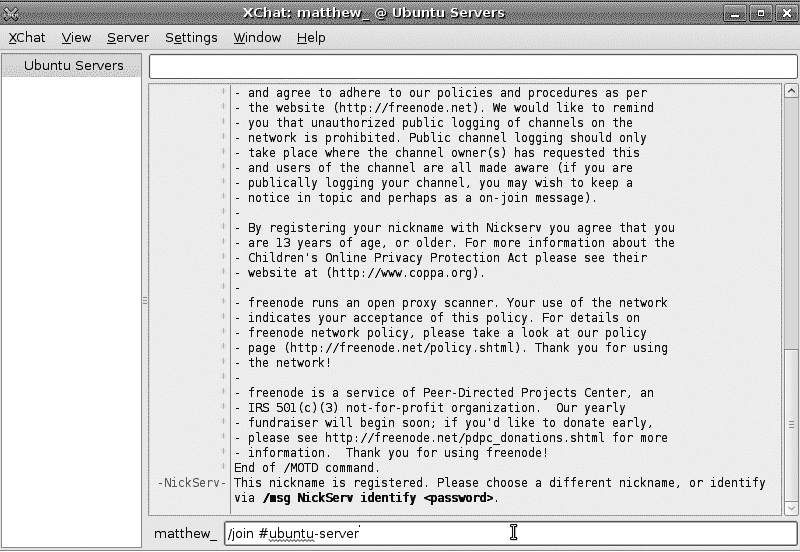 XChat: matthew_ @ Ubuntu Servers
XChat View Server Settings Window Help
Ubuntu Servers
* - and agree to adhere to our policies and procedures as per
* - the website (http://freenode.net). We would like to remind
* - you that unauthorized public logging of channels on the
* - network is prohibited. Public channel logging should only
* - take place where the channel owner(s) has requested this
* - and users of the channel are all made aware (if you are
* - publically logging your channel, you may wish to keep a
* - notice in topic and perhaps as a on-join message).
* -
* - By registering your nickname with Nickserv you agree that you
* - are 13 years of age, or older. For more information about the
* - Children's Online Privacy Protection Act please see their
* - website at (http://www.coppa.org).
* -
* - freenode runs an open proxy scanner. Your use of the network
* - indicates your acceptance of this policy. For details on
* - freenode network policy, please take a look at our policy
* - page (http://freenode.net/policy.shtml). Thank you for using
* - the network!
* -
* - freenode is a service of Peer-Directed Projects Center, an
* - IRS 501(c)(3) not-for-profit organization. Our yearly
* - fundraiser will begin soon; if you'd like to donate early,
* - please see http://freenode.net/pdpc_donations.shtml for more
* - information. Thank you for using freenode!
* End of /MOTD command.
-NickServ- This nickname is registered. Please choose a different nickname, or identify
via /msg NickServ identify <password>.
matthew_ /join #ubuntu-server